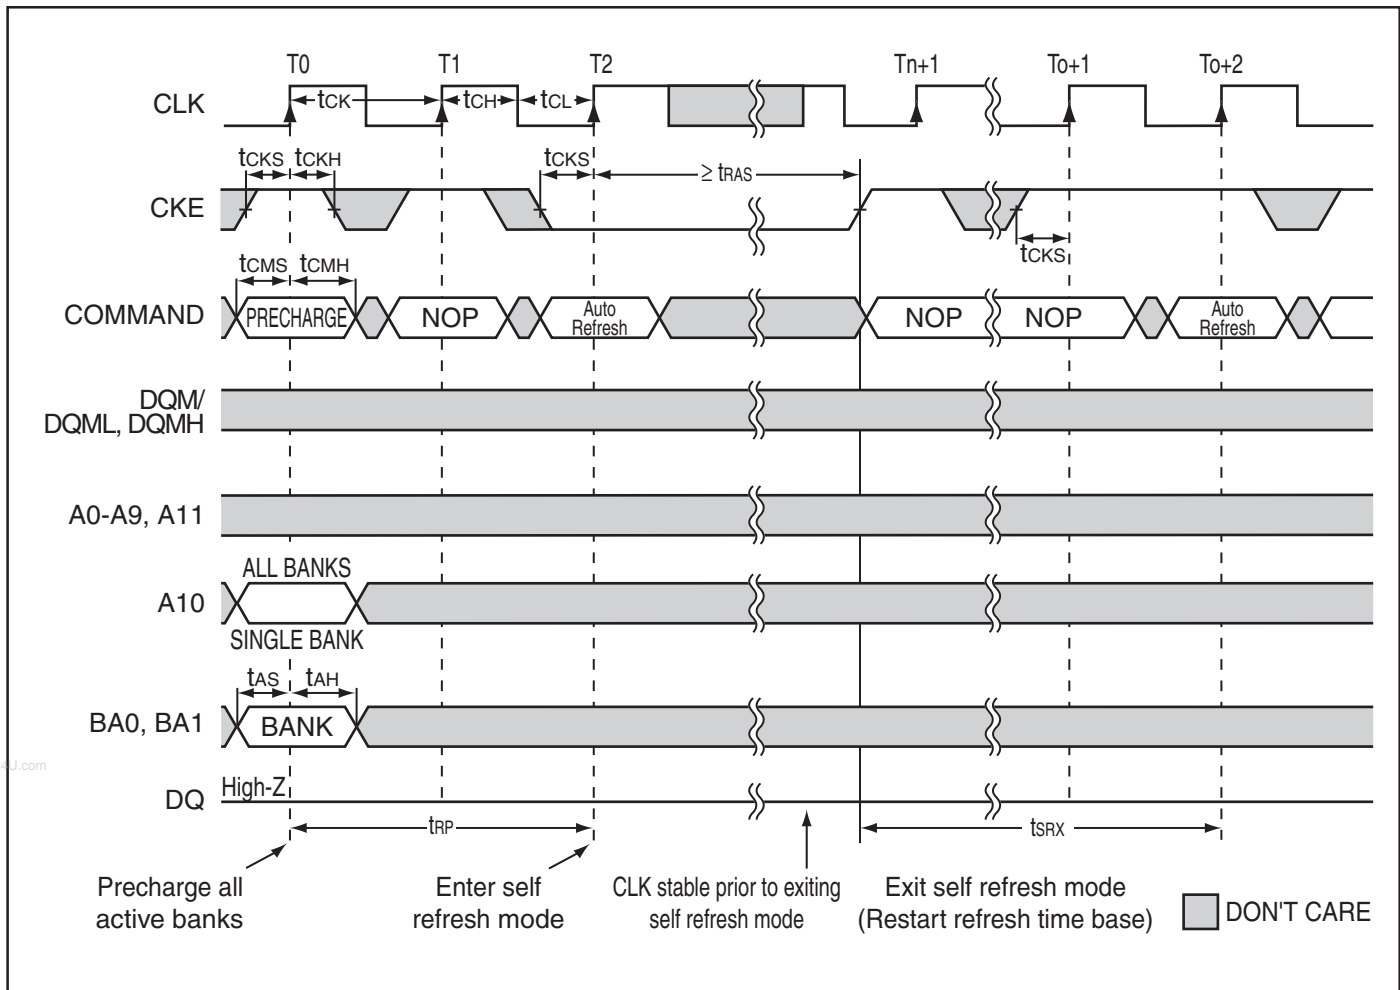 T0 T1 T2 Tn+1 To+1 To+2
CLK
tCK tCH tCL
tCKS tCKH tCKS ≥ tRAS
CKE
tCKS
tCMS tCMH
COMMAND PRECHARGE NOP Auto Refresh NOP NOP Auto Refresh
DQM/
DQML, DQMH
A0-A9, A11
ALL BANKS
A10
SINGLE BANK
tAS tAH
BA0, BA1 BANK
4U.com
High-Z
DQ
tRP tSRX
Precharge all
active banks
Enter self
refresh mode
CLK stable prior to exiting
self refresh mode
Exit self refresh mode
(Restart refresh time base)
DON'T CARE